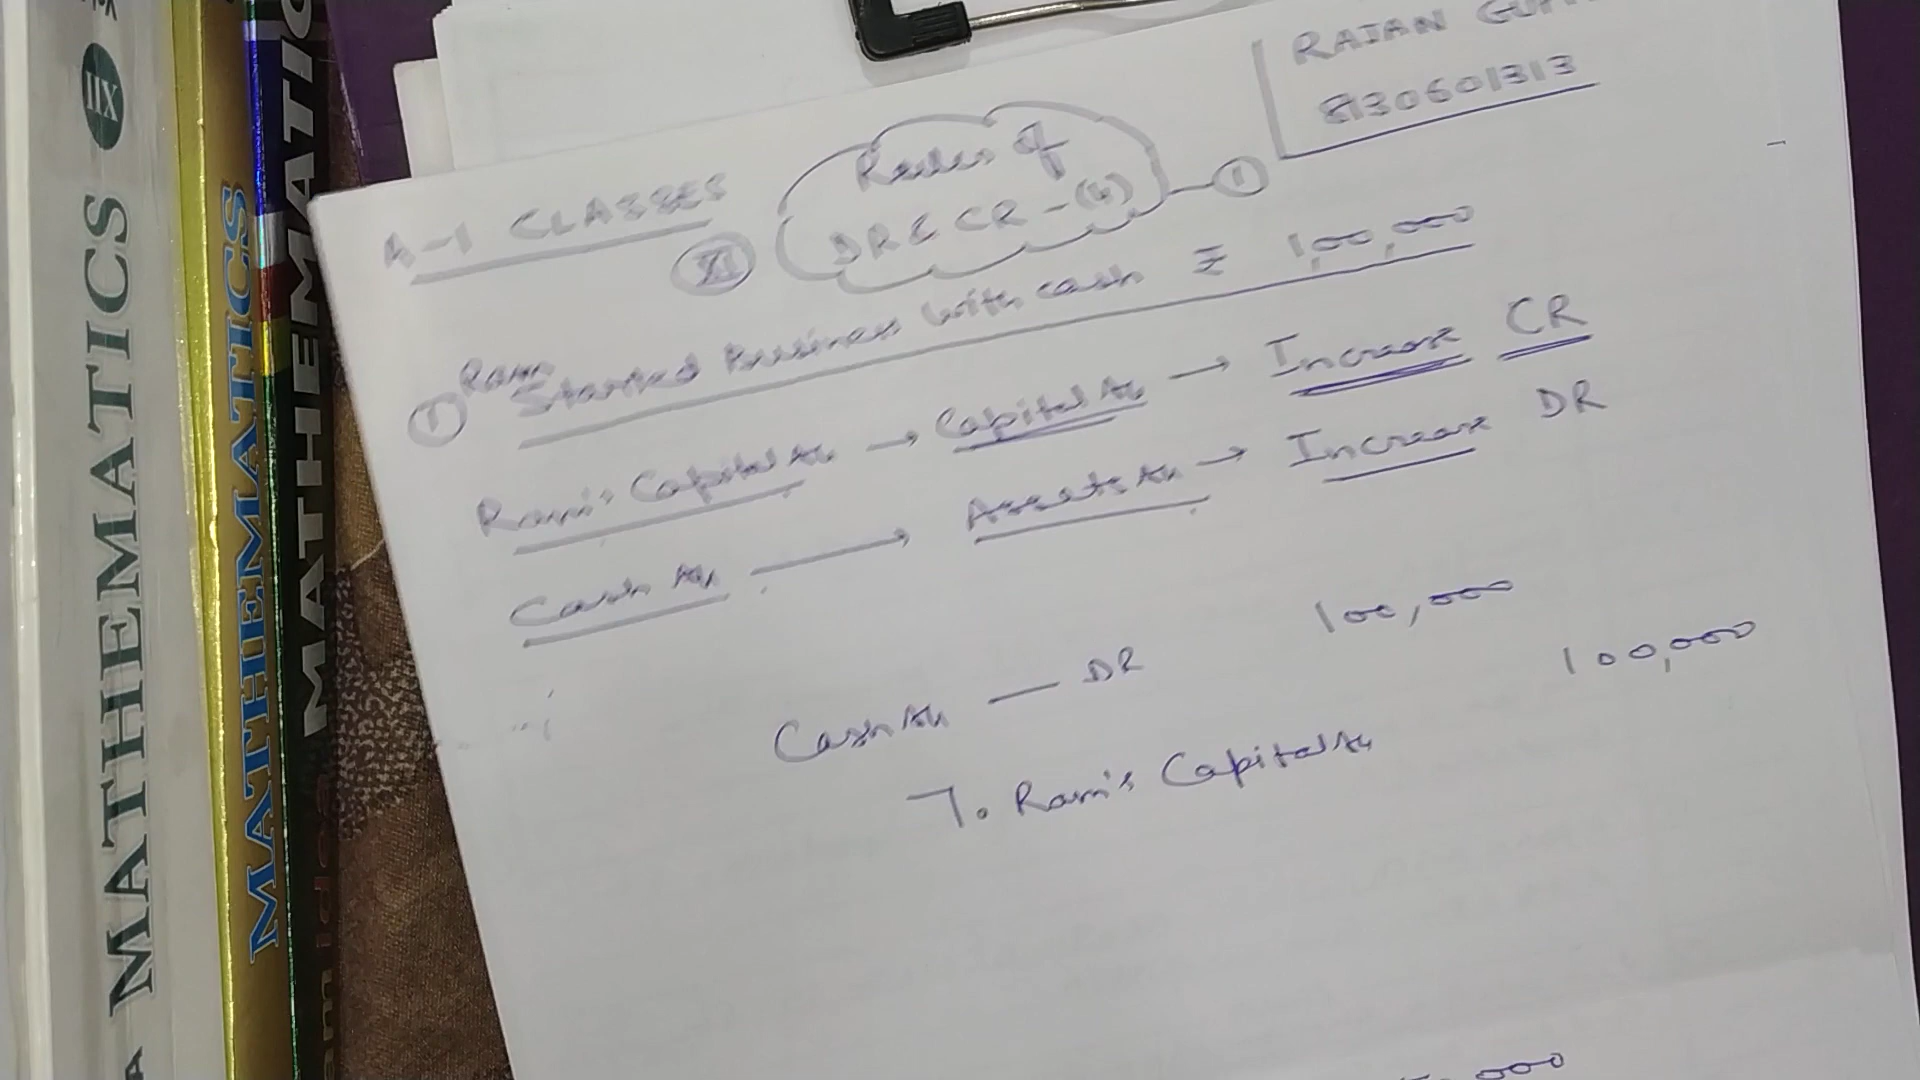 MATHEMATICS XII
MATHEMATICS
MATHEMATIC
A-1 CLASSES
XI
Rules of
DR & CR - (4)
1
RAJAN
8130601313
1 Ram Started Business with cash ₹ 1,00,000
Ram's Capital A/c → Capital A/c → Increase CR
Cash A/c → Assets A/c → Increase DR
Cash A/c — DR 100,000
To Ram's Capital A/c 100,000